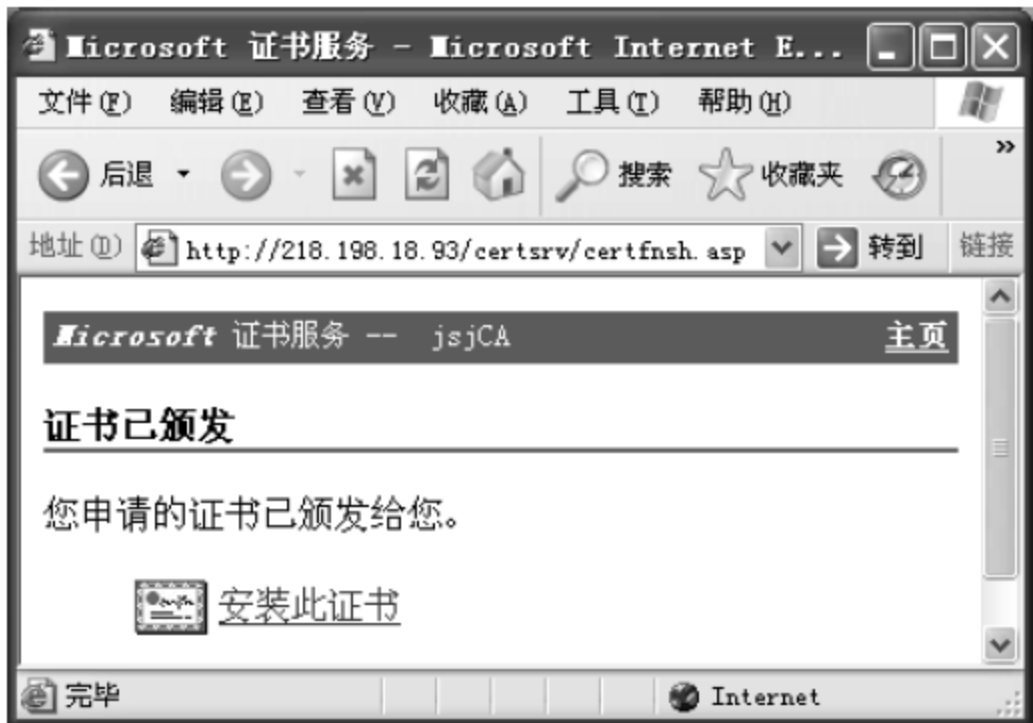 Microsoft 证书服务 - Microsoft Internet E...
文件(F) 编辑(E) 查看(V) 收藏(A) 工具(T) 帮助(H)
后退 搜索 收藏夹 »
地址(D) http://218.198.18.93/certsrv/certfnsh.asp 转到 链接
Microsoft 证书服务 -- jsjCA 主页
证书已颁发
您申请的证书已颁发给您。
安装此证书
完毕 Internet